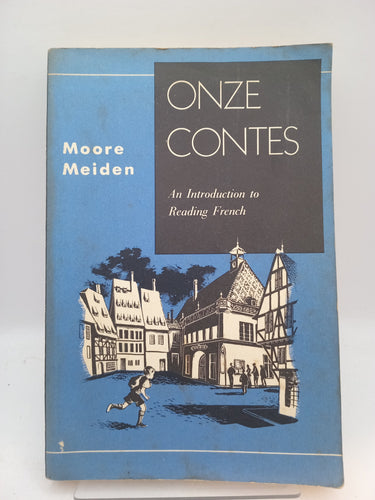 ONZE
CONTES
Moore
Meiden
An Introduction to
Reading French